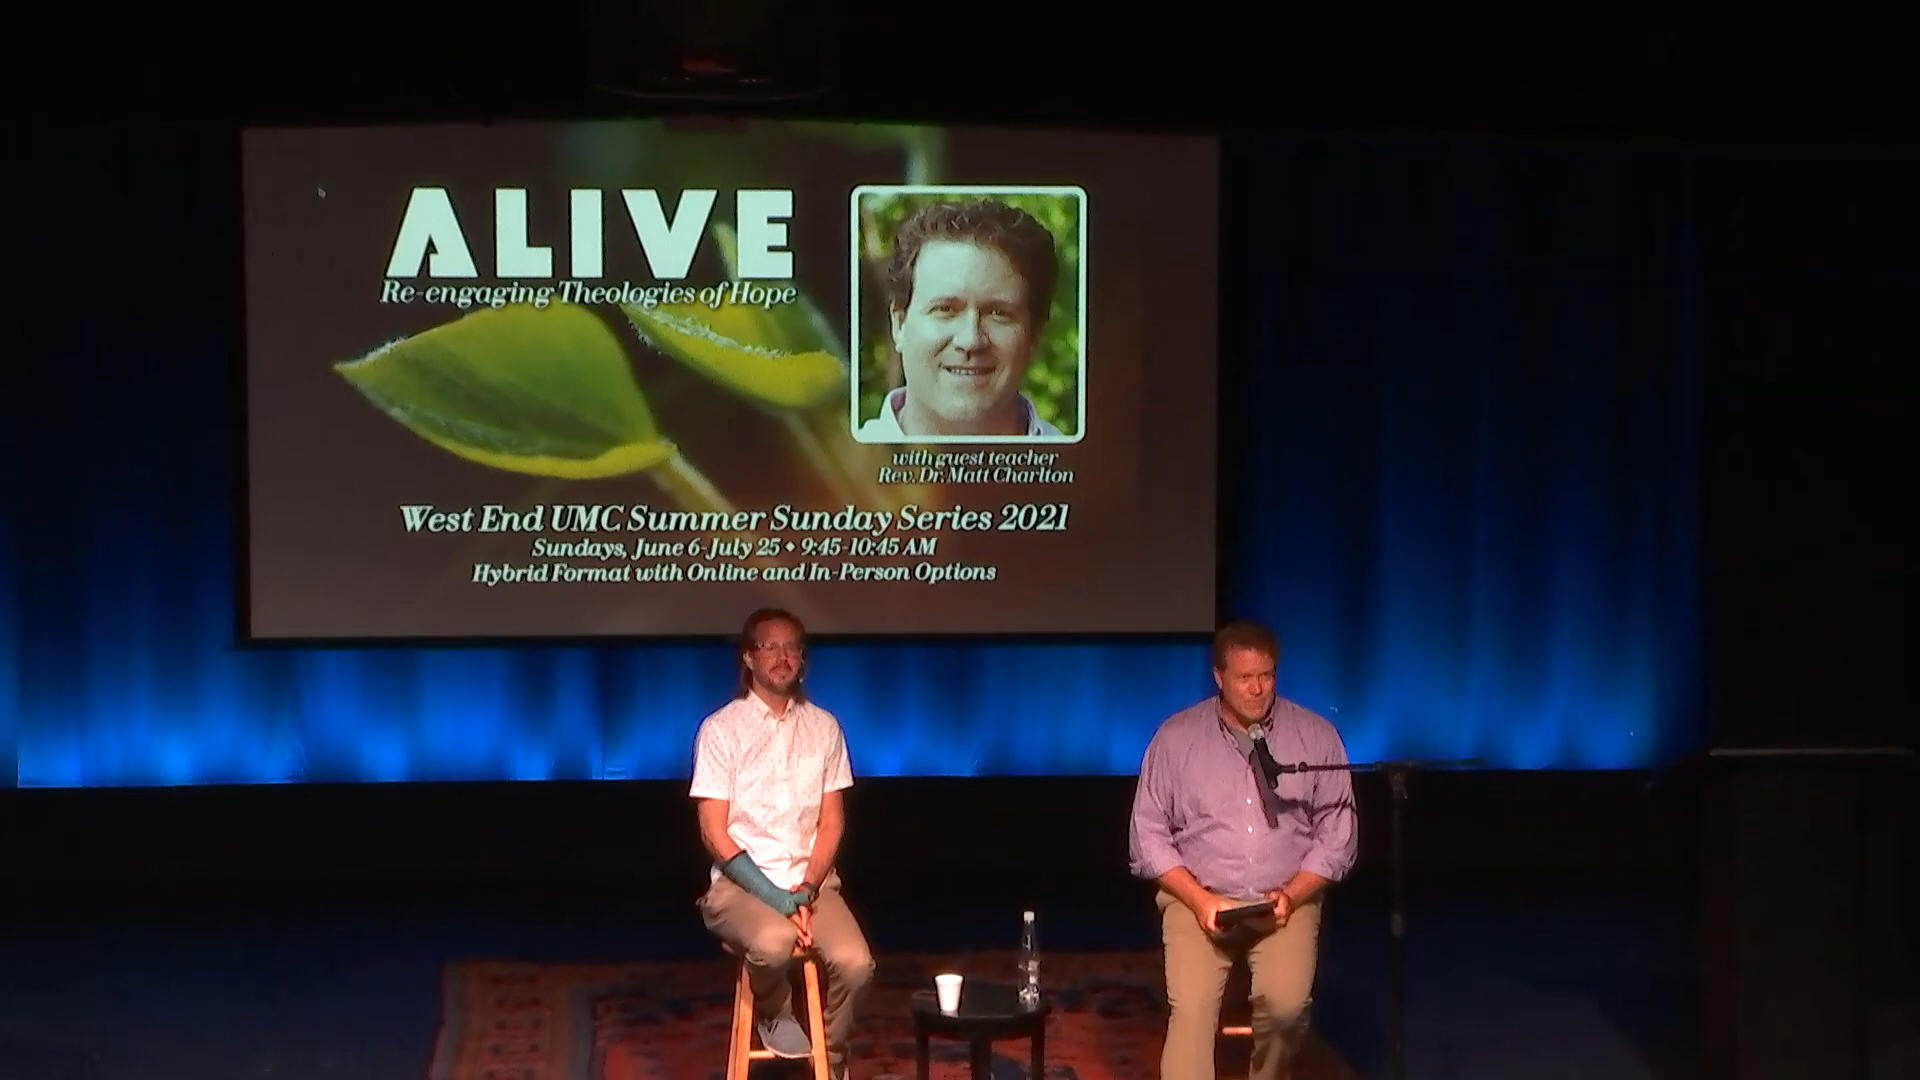 ALIVE
Re-engaging Theologies of Hope
with guest teacher
Rev. Dr. Matt Charlton
West End UMC Summer Sunday Series 2021
Sundays, June 6-July 25 • 9:45-10:45 AM
Hybrid Format with Online and In-Person Options